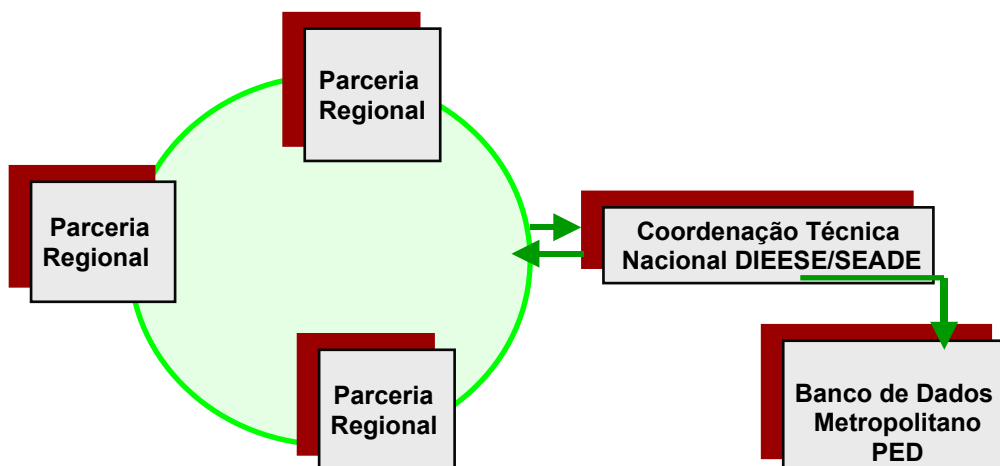 Parceria
Regional
Parceria
Regional
Coordenação Técnica
Nacional DIEESE/SEADE
Parceria
Regional
Banco de Dados
Metropolitano
PED